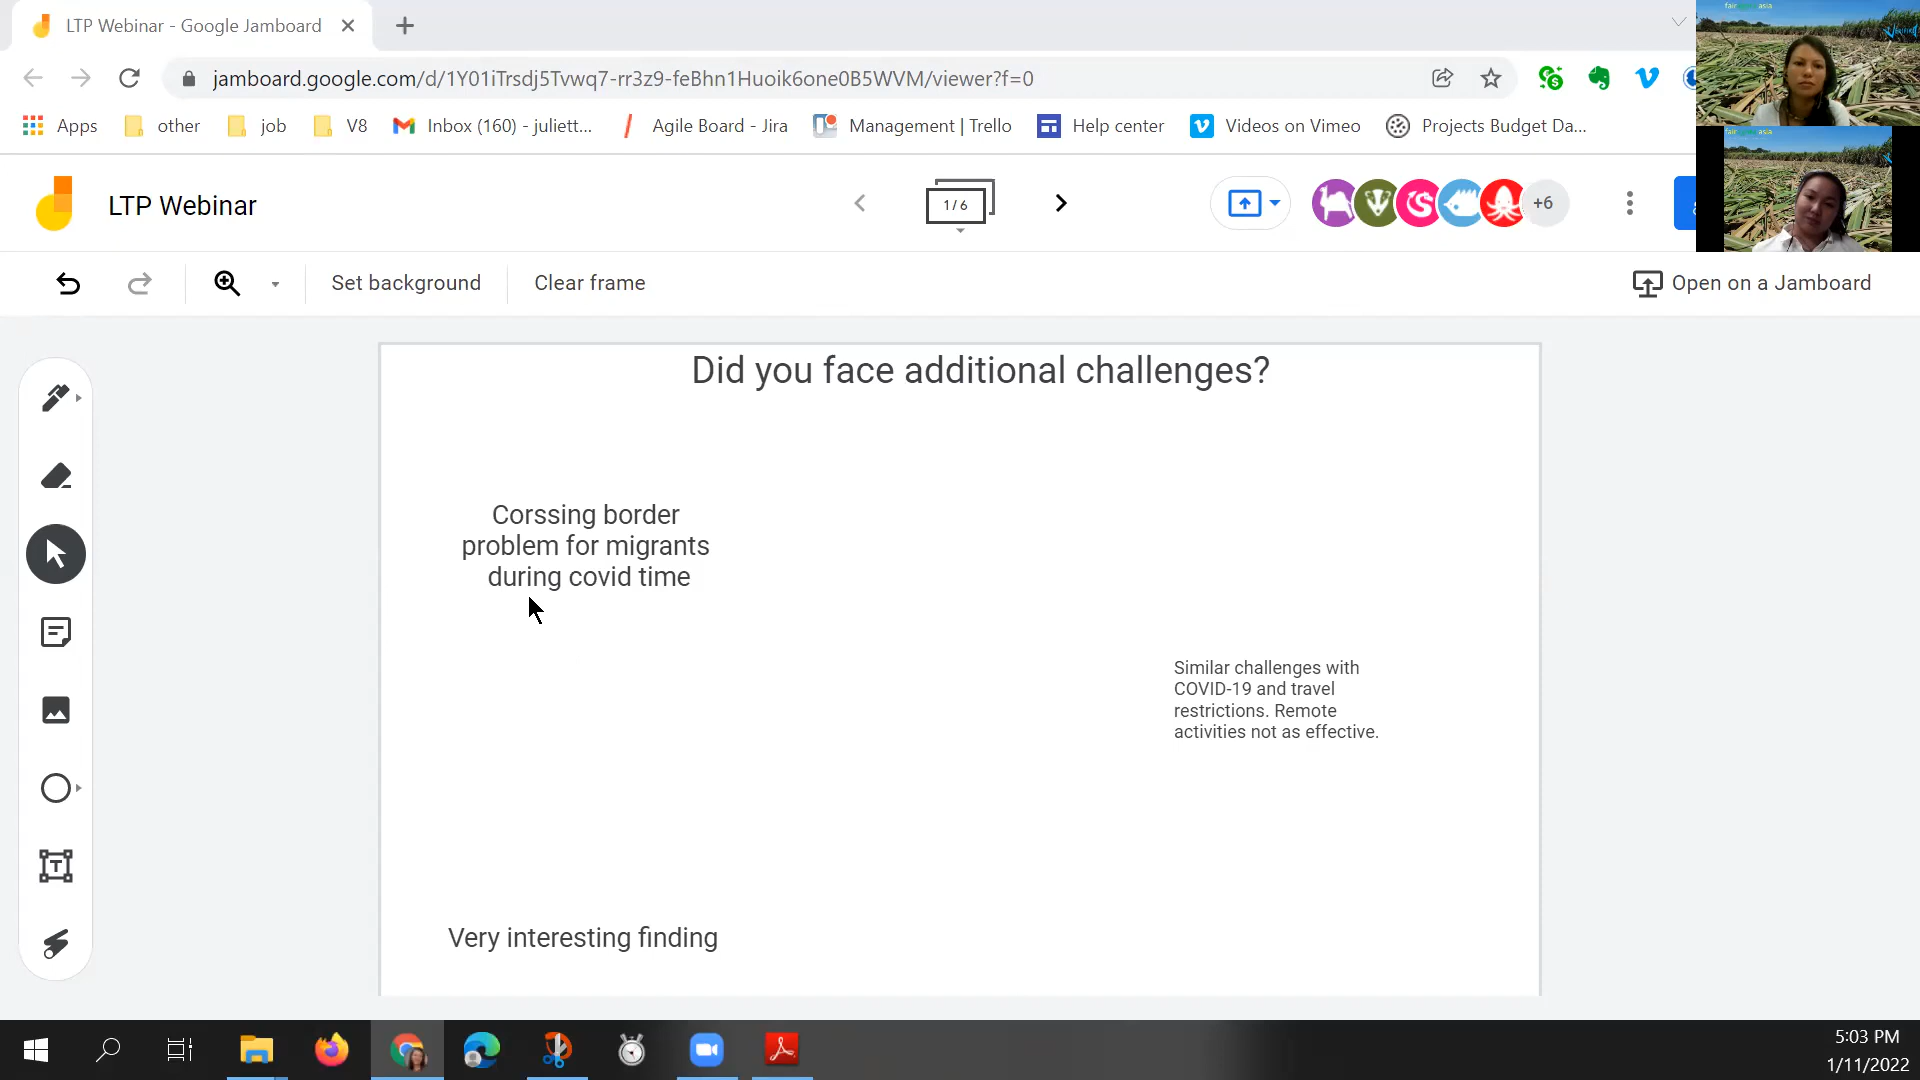 LTP Webinar - Google Jamboard
jamboard.google.com/d/1Y01iTrsdj5Tvwq7-rr3z9-feBhn1Huoik6one0B5WVM/viewer?f=0
Apps
other
job
V8
Inbox (160) - juliett...
Agile Board - Jira
Management | Trello
Help center
Videos on Vimeo
Projects Budget Da...
LTP Webinar
1 / 6
+6
Set background
Clear frame
Open on a Jamboard
Did you face additional challenges?
Corssing border
problem for migrants
during covid time
Similar challenges with
COVID-19 and travel
restrictions. Remote
activities not as effective.
Very interesting finding
5:03 PM
1/11/2022